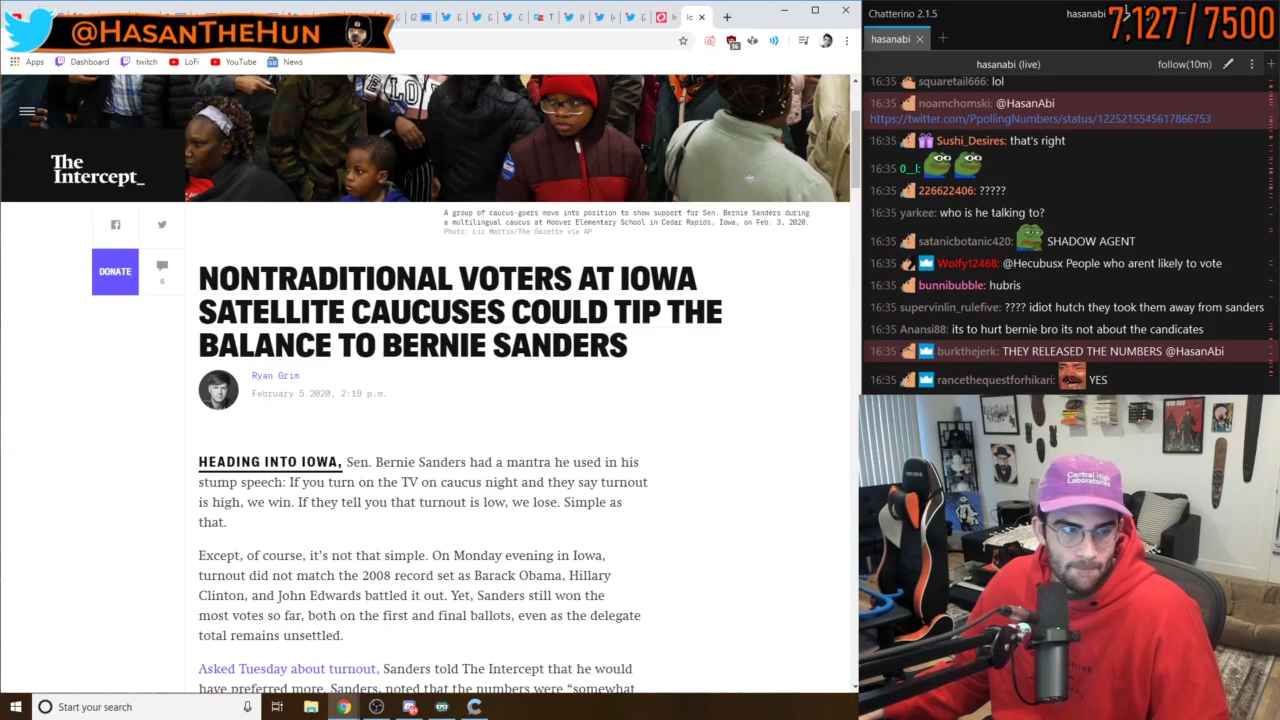 @HasanTheHun
Apps
Dashboard
twitch
LoFi
YouTube
News
The
Intercept_
A group of caucus-goers move into position to show support for Sen. Bernie Sanders during
a multilingual caucus at Hoover Elementary School in Cedar Rapids, Iowa, on Feb. 3, 2020.
Photo: Liz Martin/The Gazette via AP
DONATE
6
NONTRADITIONAL VOTERS AT IOWA
SATELLITE CAUCUSES COULD TIP THE
BALANCE TO BERNIE SANDERS
Ryan Grim
February 5 2020, 2:19 p.m.
HEADING INTO IOWA, Sen. Bernie Sanders had a mantra he used in his
stump speech: If you turn on the TV on caucus night and they say turnout
is high, we win. If they tell you that turnout is low, we lose. Simple as
that.
Except, of course, it's not that simple. On Monday evening in Iowa,
turnout did not match the 2008 record set as Barack Obama, Hillary
Clinton, and John Edwards battled it out. Yet, Sanders still won the
most votes so far, both on the first and final ballots, even as the delegate
total remains unsettled.
Asked Tuesday about turnout, Sanders told The Intercept that he would
have preferred more. Sanders, noted that the numbers were “somewhat
Start your search
Chatterino 2.1.5
hasanabi
7,127 / 7500
hasanabi
hasanabi (live)
follow(10m)
16:35 squaretail666: lol
16:35 noamchomski: @HasanAbi
https://twitter.com/PpollingNumbers/status/1225215545617866753
16:35 Sushi_Desires: that's right
16:35 0__l:
16:35 226622406: ?????
16:35 yarkee: who is he talking to?
16:35 satanicbotanic420: SHADOW AGENT
16:35 Wolfy12468: @Hecubusx People who arent likely to vote
16:35 bunnibubble: hubris
16:35 supervinlin_rulefive: ???? idiot hutch they took them away from sanders
16:35 Anansi88: its to hurt bernie bro its not about the candicates
16:35 burkthejerk: THEY RELEASED THE NUMBERS @HasanAbi
16:35 rancethequestforhikari: YES
Central High
Laboratories